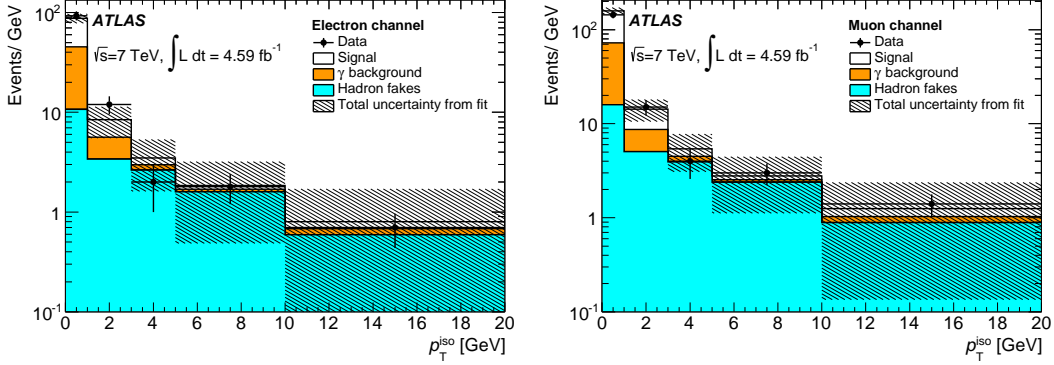 Events/ GeV
10²
10
1
10⁻¹
ATLAS
√s=7 TeV, ∫L dt = 4.59 fb⁻¹
Electron channel
Data
Signal
γ background
Hadron fakes
Total uncertainty from fit
0 2 4 6 8 10 12 14 16 18 20
p_T^iso [GeV]
Events/ GeV
10²
10
1
10⁻¹
ATLAS
√s=7 TeV, ∫L dt = 4.59 fb⁻¹
Muon channel
Data
Signal
γ background
Hadron fakes
Total uncertainty from fit
0 2 4 6 8 10 12 14 16 18 20
p_T^iso [GeV]